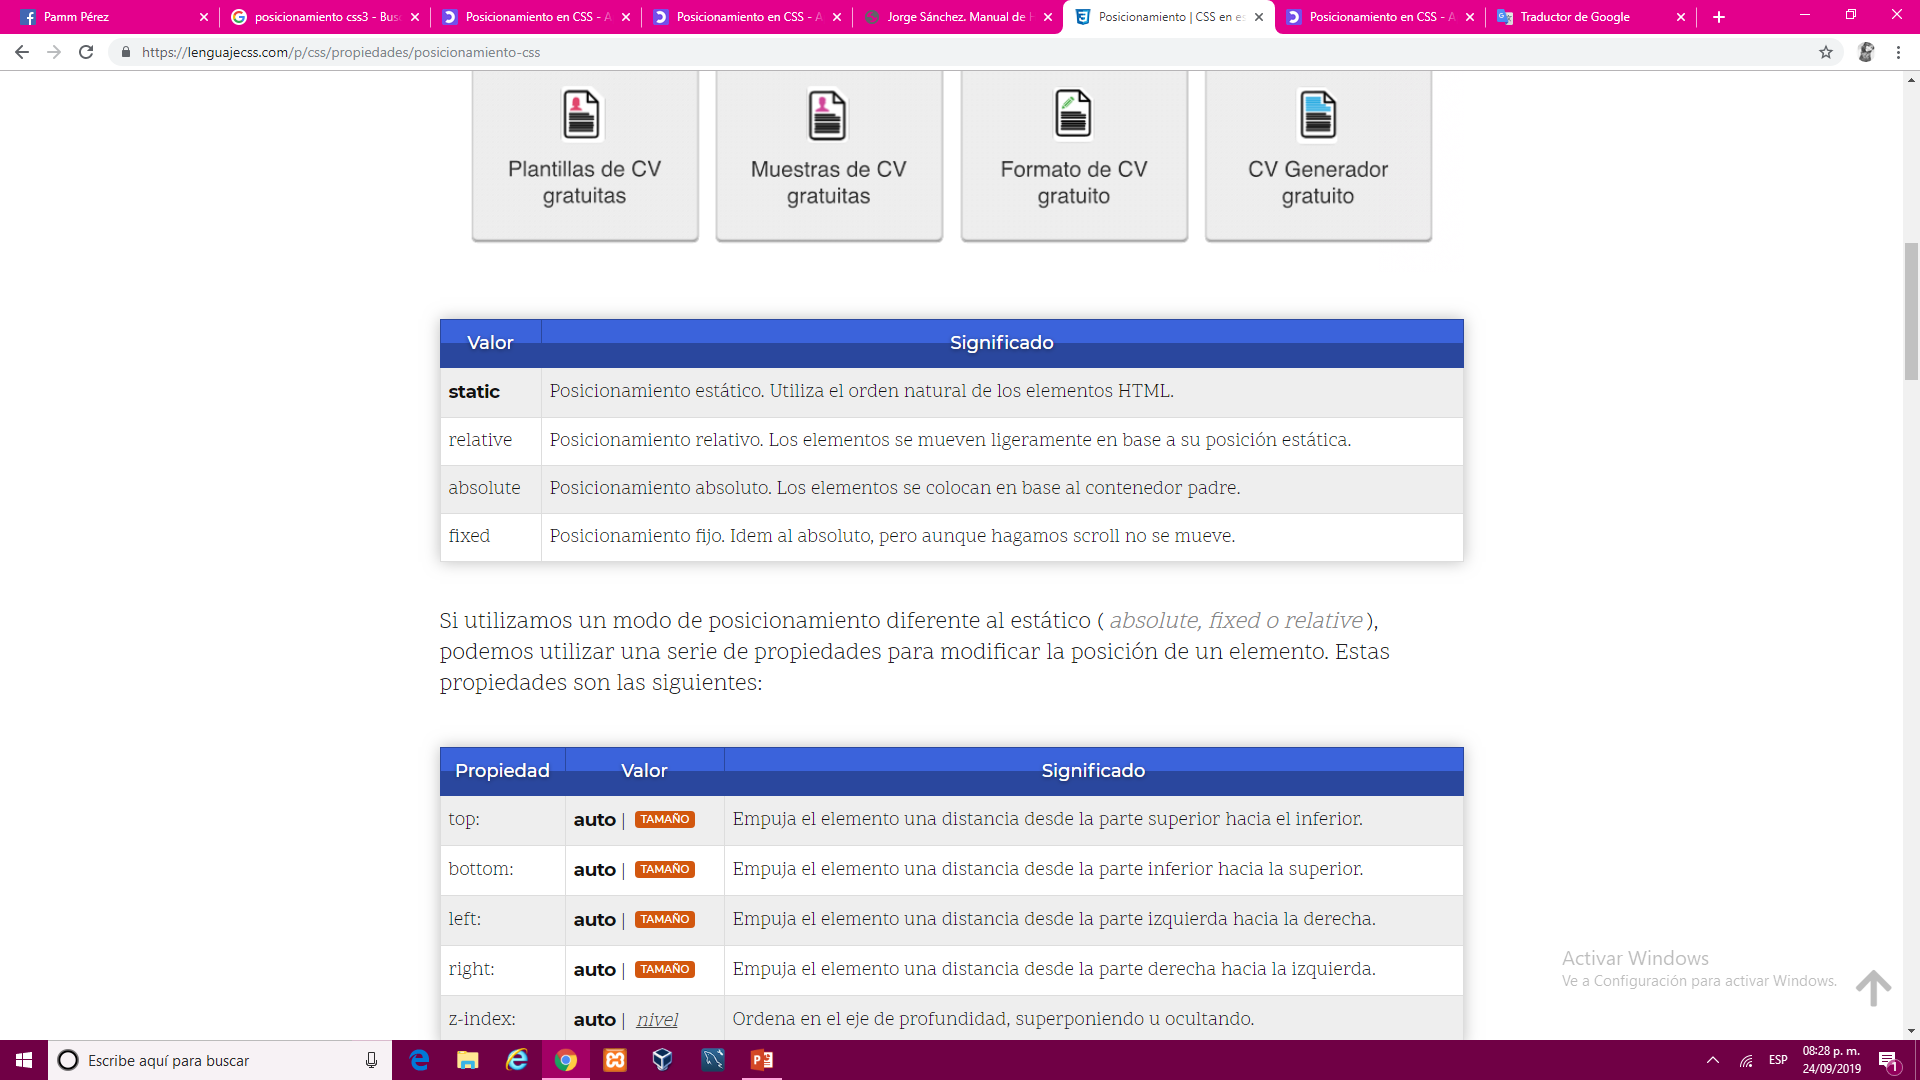 Pamm Pérez
posicionamiento css3 - Bus
Posicionamiento en CSS - A
Posicionamiento en CSS - A
Jorge Sánchez. Manual de H
Posicionamiento | CSS en es
Posicionamiento en CSS - A
Traductor de Google
https://lenguajecss.com/p/css/propiedades/posicionamiento-css
Plantillas de CV
gratuitas
Muestras de CV
gratuitas
Formato de CV
gratuito
CV Generador
gratuito
Valor Significado
static Posicionamiento estático. Utiliza el orden natural de los elementos HTML.
relative Posicionamiento relativo. Los elementos se mueven ligeramente en base a su posición estática.
absolute Posicionamiento absoluto. Los elementos se colocan en base al contenedor padre.
fixed Posicionamiento fijo. Idem al absoluto, pero aunque hagamos scroll no se mueve.
Si utilizamos un modo de posicionamiento diferente al estático ( absolute, fixed o relative ),
podemos utilizar una serie de propiedades para modificar la posición de un elemento. Estas
propiedades son las siguientes:
Propiedad Valor Significado
top: auto | TAMAÑO Empuja el elemento una distancia desde la parte superior hacia el inferior.
bottom: auto | TAMAÑO Empuja el elemento una distancia desde la parte inferior hacia la superior.
left: auto | TAMAÑO Empuja el elemento una distancia desde la parte izquierda hacia la derecha.
right: auto | TAMAÑO Empuja el elemento una distancia desde la parte derecha hacia la izquierda.
z-index: auto | nivel Ordena en el eje de profundidad, superponiendo u ocultando.
Activar Windows
Ve a Configuración para activar Windows.
Escribe aquí para buscar
ESP
08:28 p. m.
24/09/2019
1